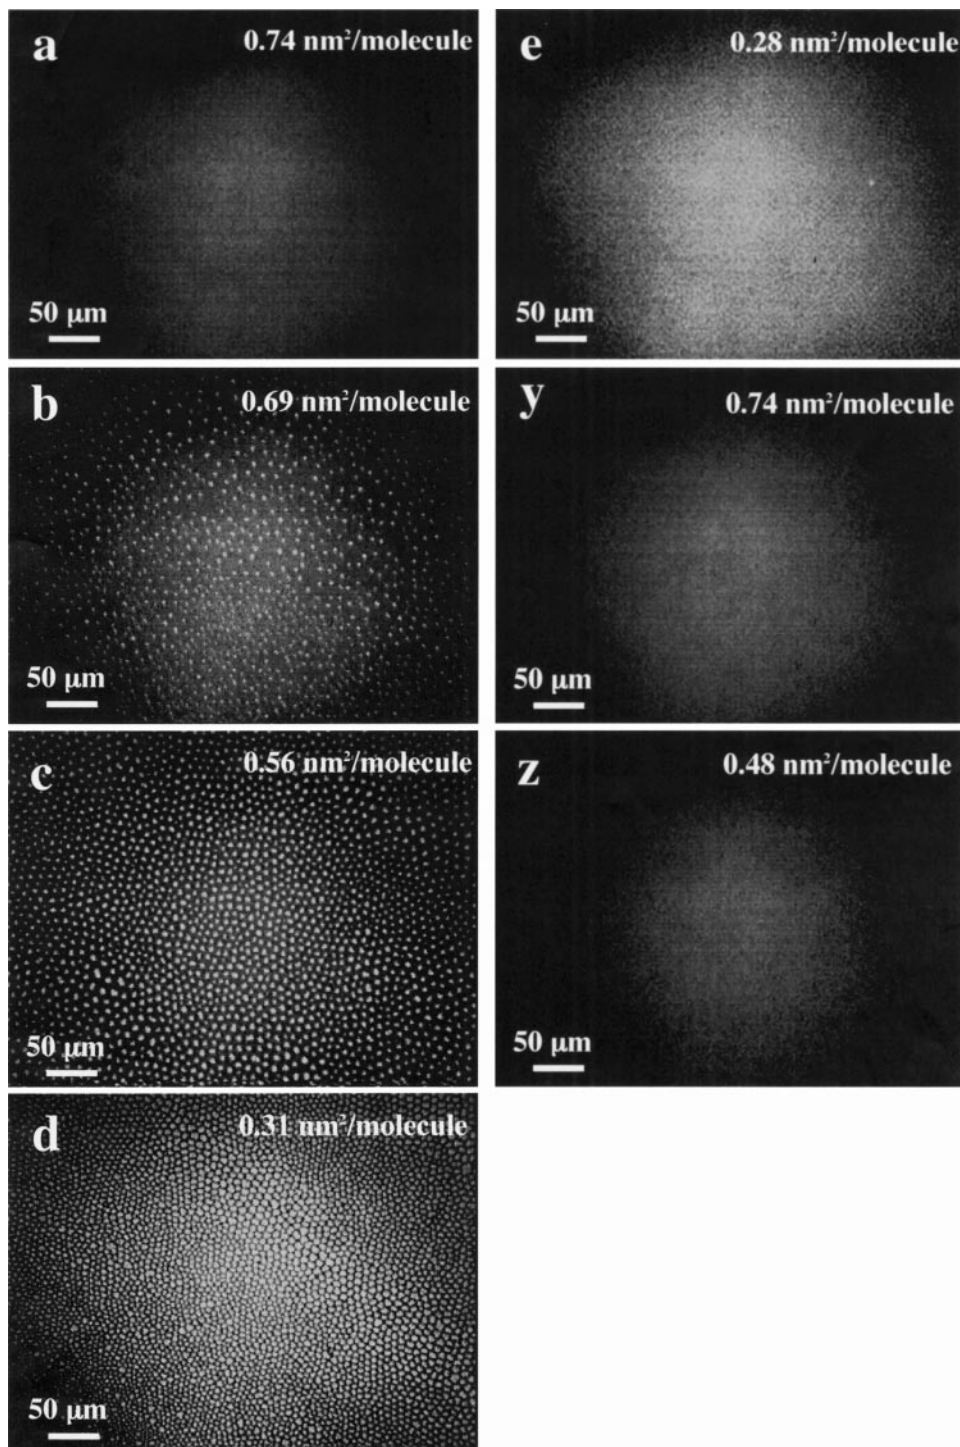 a
0.74 nm²/molecule
50 μm
b
0.69 nm²/molecule
50 μm
c
0.56 nm²/molecule
50 μm
d
0.31 nm²/molecule
50 μm
e
0.28 nm²/molecule
50 μm
y
0.74 nm²/molecule
50 μm
z
0.48 nm²/molecule
50 μm